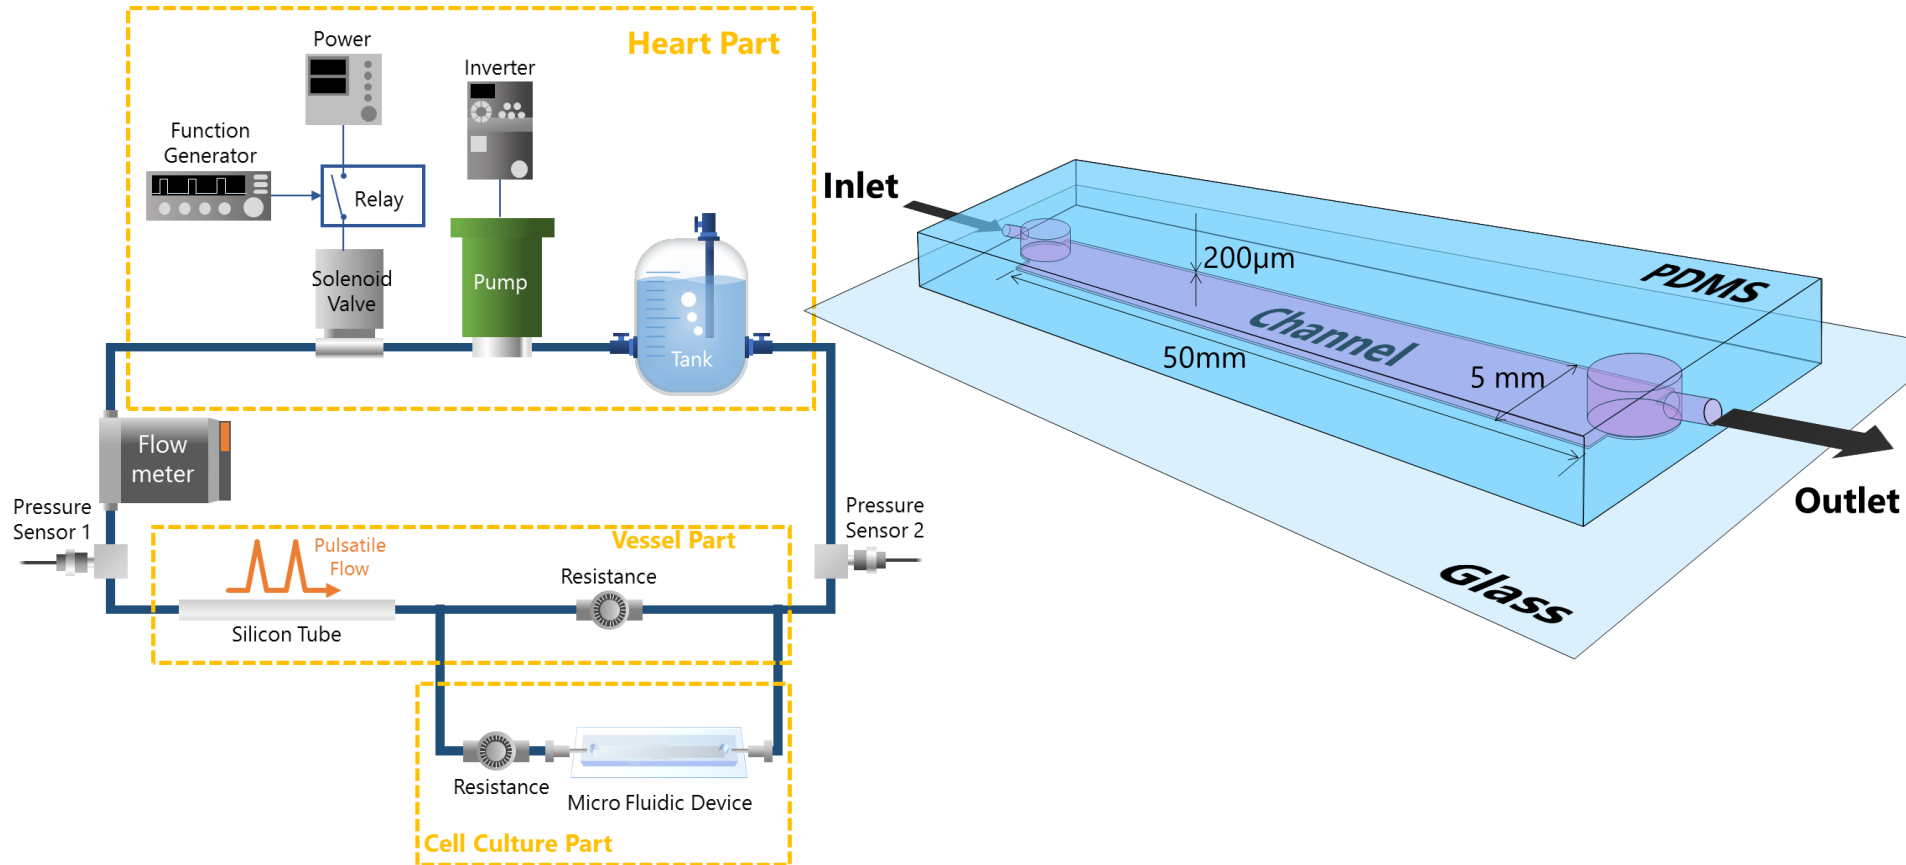 Heart Part
Power
Inverter
Function
Generator
Relay
Solenoid
Valve
Pump
Tank
Flow
meter
Pressure
Sensor 1
Pressure
Sensor 2
Vessel Part
Pulsatile
Flow
Resistance
Silicon Tube
Resistance
Micro Fluidic Device
Cell Culture Part
Inlet
200μm
PDMS
Channel
50mm
5 mm
Outlet
Glass